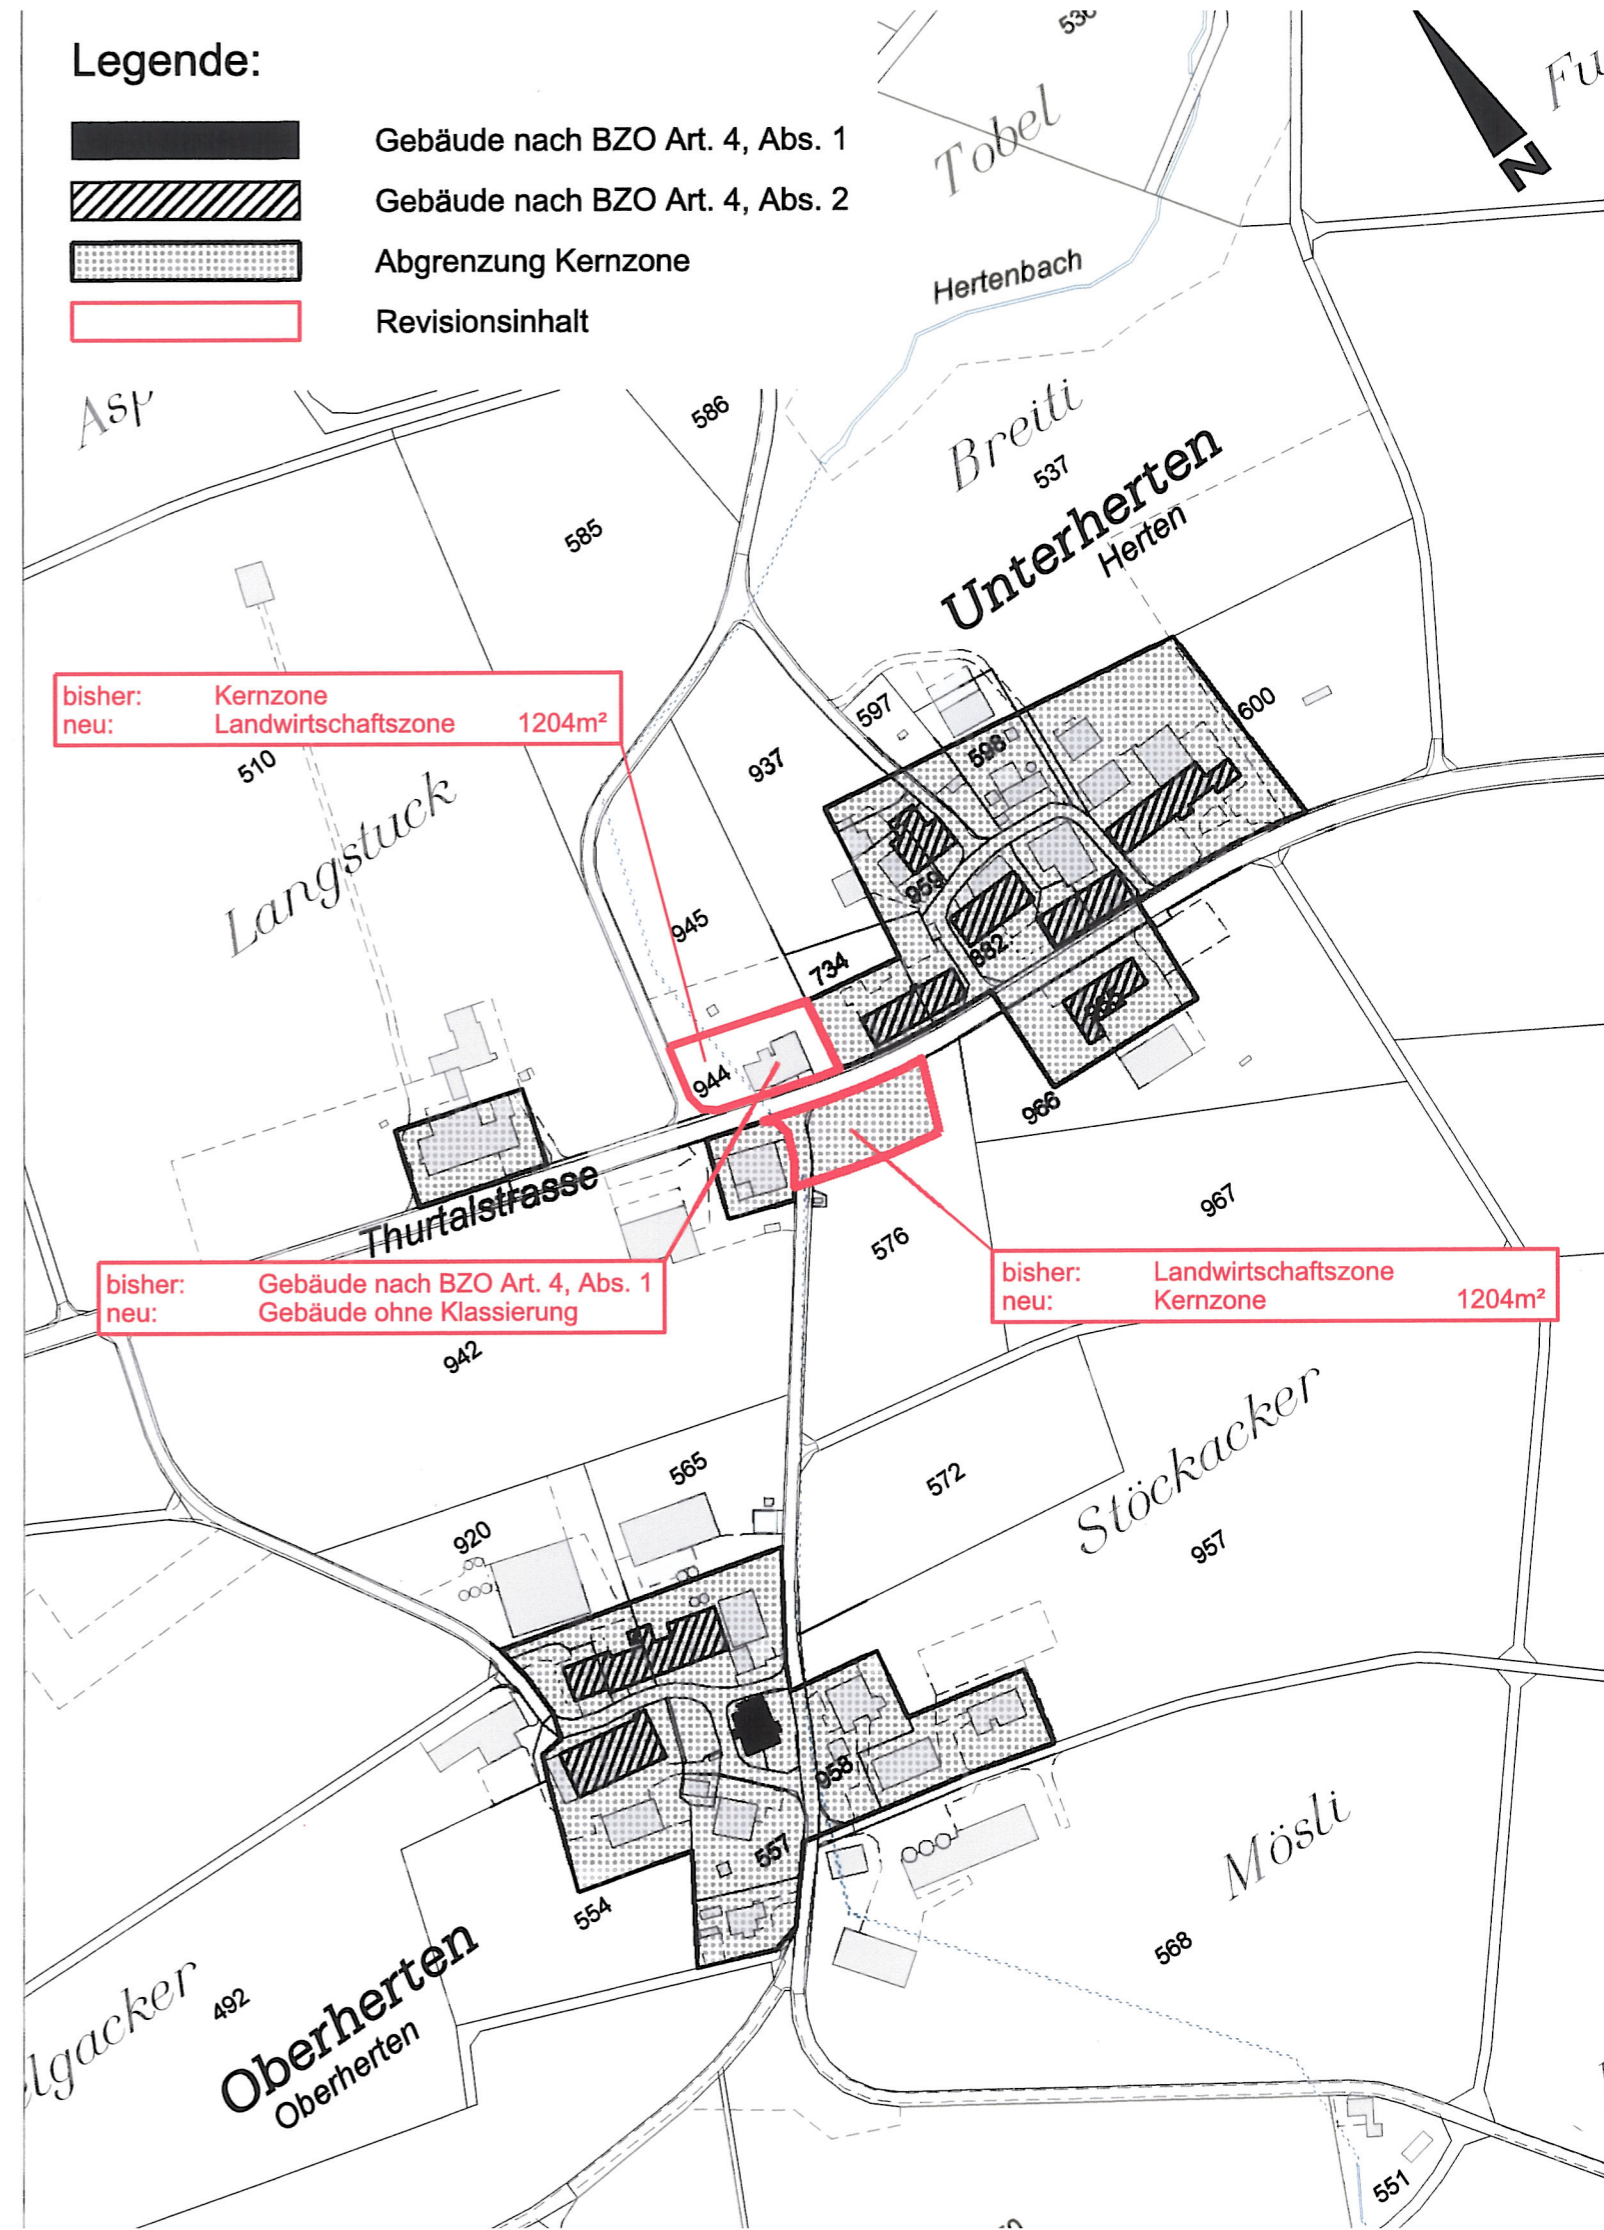 Legende:
Gebäude nach BZO Art. 4, Abs. 1
Gebäude nach BZO Art. 4, Abs. 2
Abgrenzung Kernzone
Revisionsinhalt
N
Tobel
Hertenbach
Asp
586
Breiti
537
585
Unterherten
Herten
bisher: Kernzone
neu: Landwirtschaftszone 1204m²
510
597
600
598
937
Langstuck
959
945
882
734
944
966
Thurtalstrasse
967
576
bisher: Gebäude nach BZO Art. 4, Abs. 1
neu: Gebäude ohne Klassierung
bisher: Landwirtschaftszone
neu: Kernzone 1204m²
942
565
572
Stöckacker
920
957
958
557
Mösli
554
568
492
Oberherten
Oberherten
551